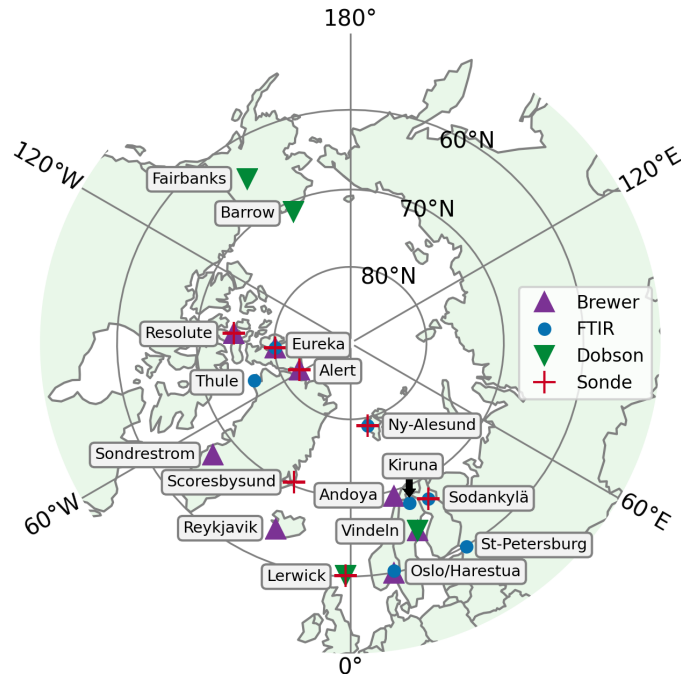 180°
60°N
120°W
120°E
Fairbanks
70°N
Barrow
80°N
Brewer
FTIR
Dobson
Sonde
Resolute
Eureka
Alert
Thule
Ny-Alesund
Sondrestrom
Kiruna
Scoresbysund
Andoya
Sodankylä
60°W
60°E
Reykjavik
Vindeln
St-Petersburg
Lerwick
Oslo/Harestua
0°